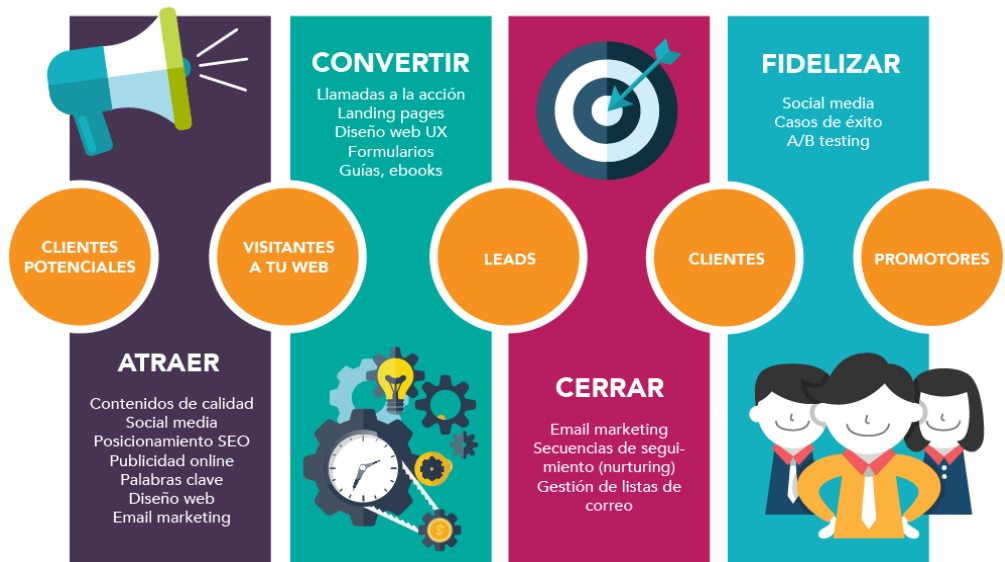 CONVERTIR
Llamadas a la acción
Landing pages
Diseño web UX
Formularios
Guías, ebooks
FIDELIZAR
Social media
Casos de éxito
A/B testing
CLIENTES
POTENCIALES
VISITANTES
A TU WEB
LEADS
CLIENTES
PROMOTORES
ATRAER
Contenidos de calidad
Social media
Posicionamiento SEO
Publicidad online
Palabras clave
Diseño web
Email marketing
CERRAR
Email marketing
Secuencias de segui-
miento (nurturing)
Gestión de listas de
correo
$